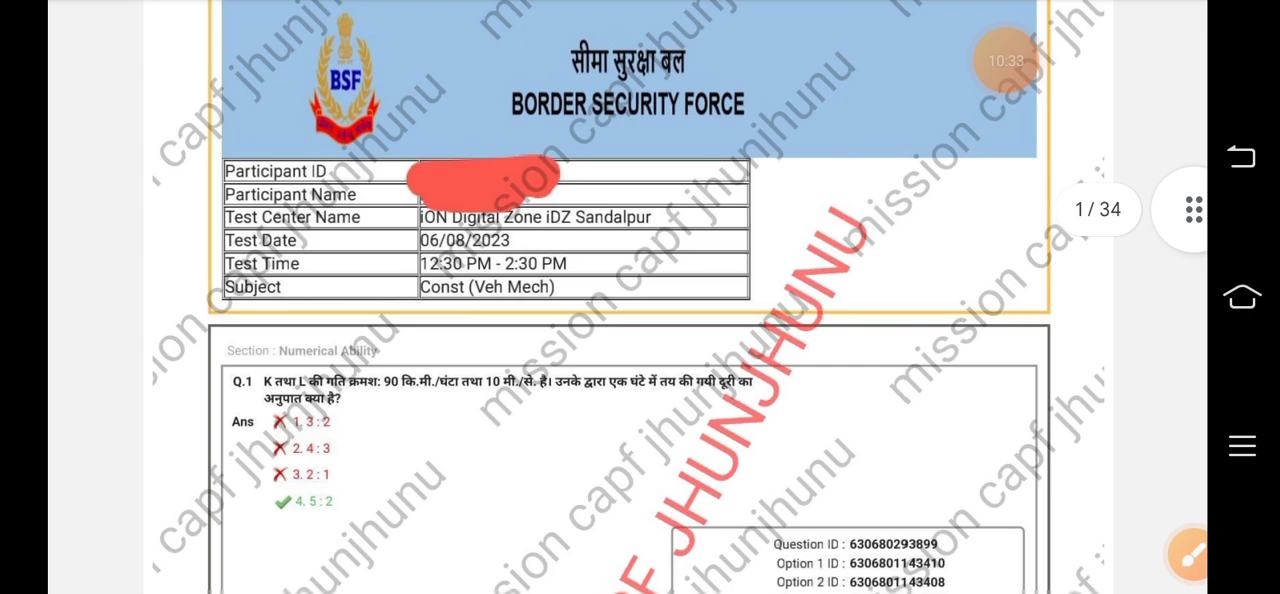 सीमा सुरक्षा बल
BORDER SECURITY FORCE
BSF
10:33
Participant ID
Participant Name
Test Center Name iON Digital Zone iDZ Sandalpur
Test Date 06/08/2023
Test Time 12:30 PM - 2:30 PM
Subject Const (Veh Mech)
1 / 34
Section : Numerical Ability
Q.1 K तथा L की गति क्रमश: 90 कि.मी./घंटा तथा 10 मी./से. है। उनके द्वारा एक घंटे में तय की गयी दूरी का
अनुपात क्या है?
Ans 1. 3 : 2
2. 4 : 3
3. 2 : 1
4. 5 : 2
Question ID : 630680293899
Option 1 ID : 6306801143410
Option 2 ID : 6306801143408
mission capf jhunjhunu
JHUNJHUNU